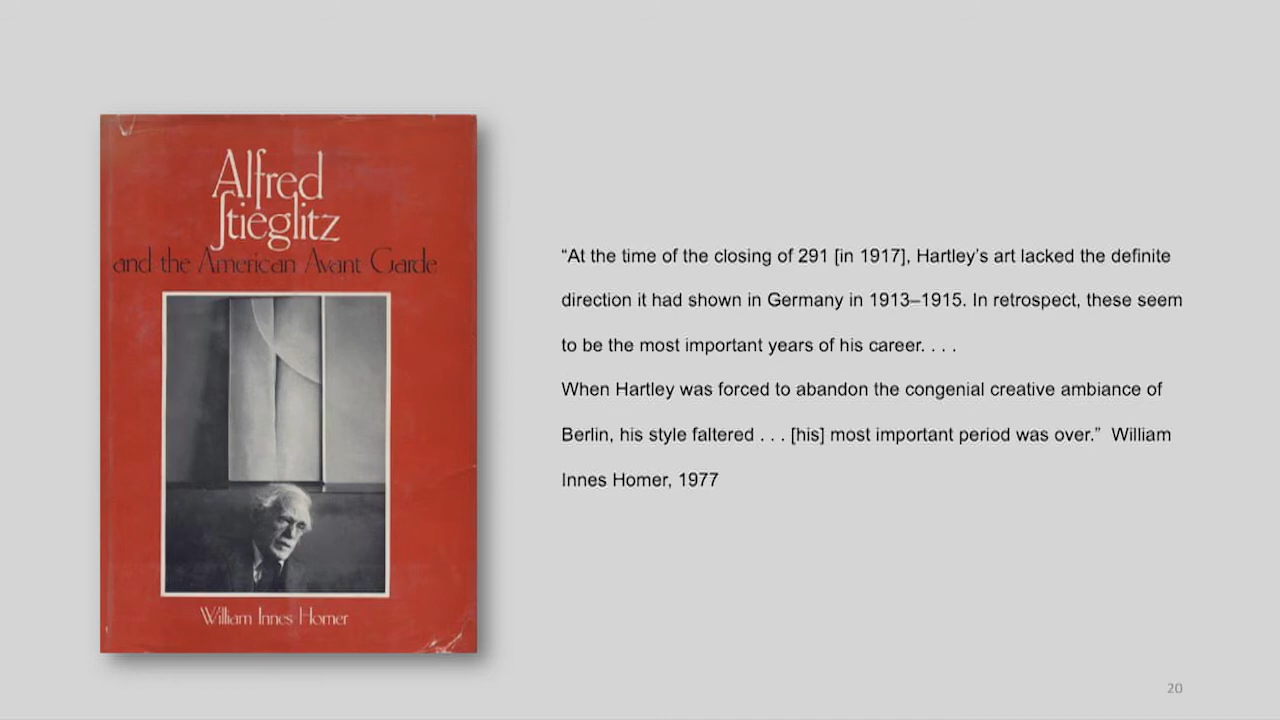 Alfred
Stieglitz
and the American Avant Garde
William Innes Homer
“At the time of the closing of 291 [in 1917], Hartley’s art lacked the definite
direction it had shown in Germany in 1913–1915. In retrospect, these seem
to be the most important years of his career. . . .
When Hartley was forced to abandon the congenial creative ambiance of
Berlin, his style faltered . . . [his] most important period was over.”  William
Innes Homer, 1977
20